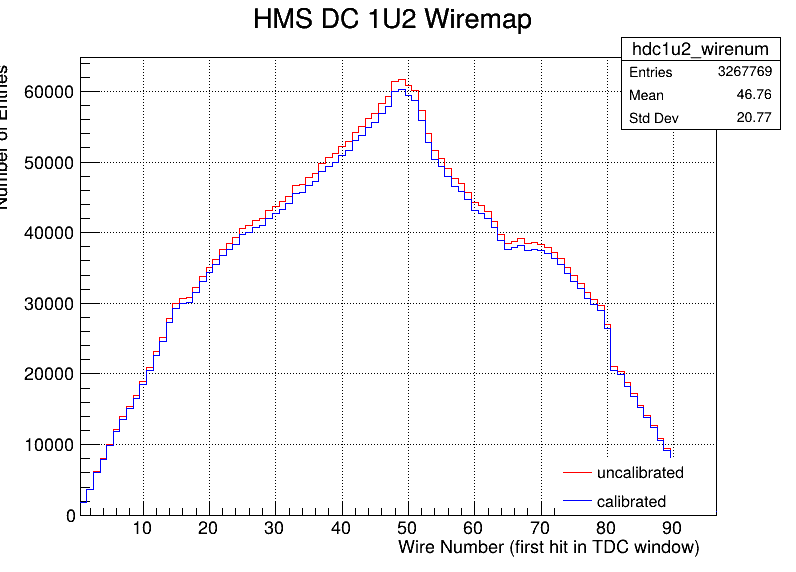 HMS DC 1U2 Wiremap
hdc1u2_wirenum
Entries 3267769
Mean 46.76
Std Dev 20.77
Number of Entries
60000
50000
40000
30000
20000
10000
0
uncalibrated
calibrated
10 20 30 40 50 60 70 80 90
Wire Number (first hit in TDC window)